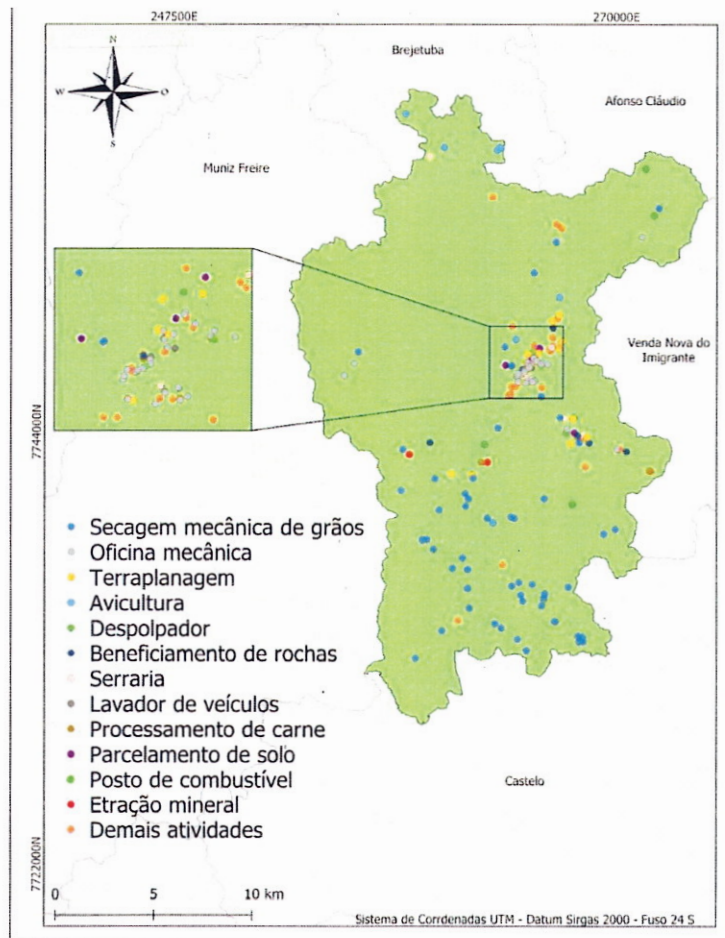 247500E
270000E
Brejetuba
N
Afonso Cláudio
W
O
S
Muniz Freire
Venda Nova do
Imigrante
7744000N
Secagem mecânica de grãos
Oficina mecânica
Terraplanagem
Avicultura
Despolpador
Beneficiamento de rochas
Serraria
Lavador de veículos
Processamento de carne
Parcelamento de solo
Posto de combustível
Etração mineral
Demais atividades
Castelo
7722000N
0
5
10 km
Sistema de Corrdenadas UTM - Datum Sirgas 2000 - Fuso 24 S